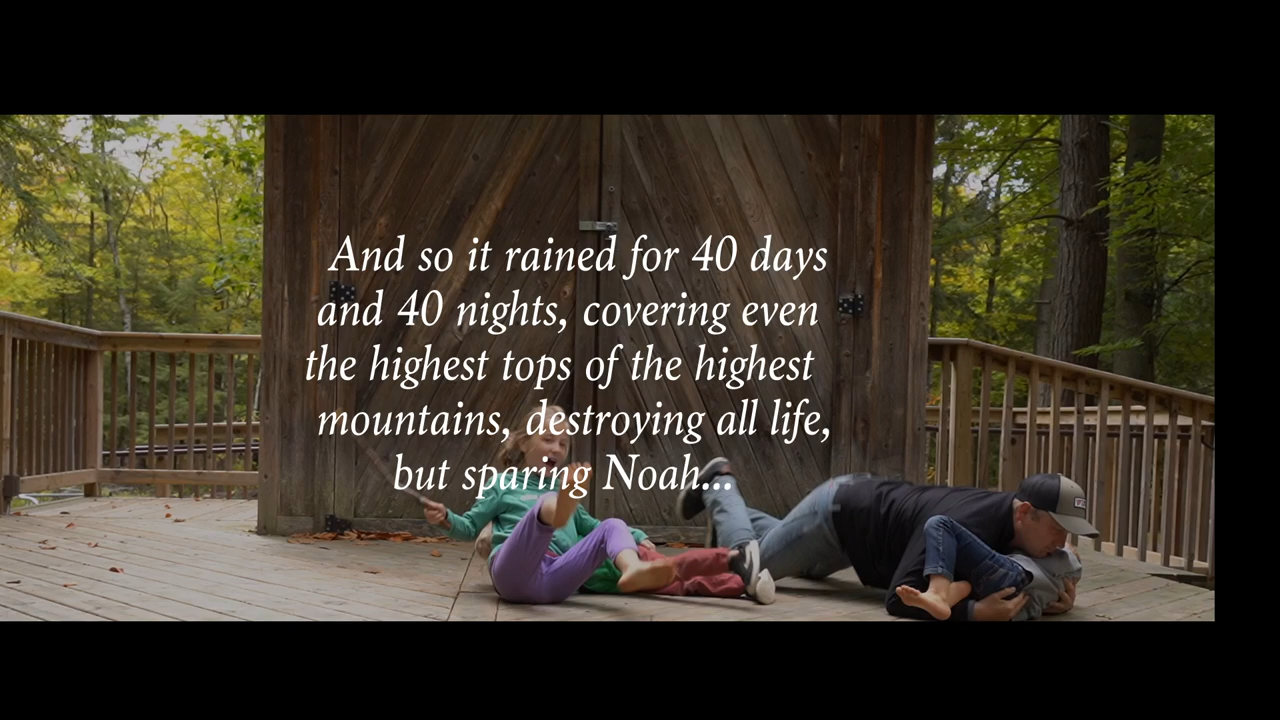 And so it rained for 40 days
and 40 nights, covering even
the highest tops of the highest
mountains, destroying all life,
but sparing Noah...